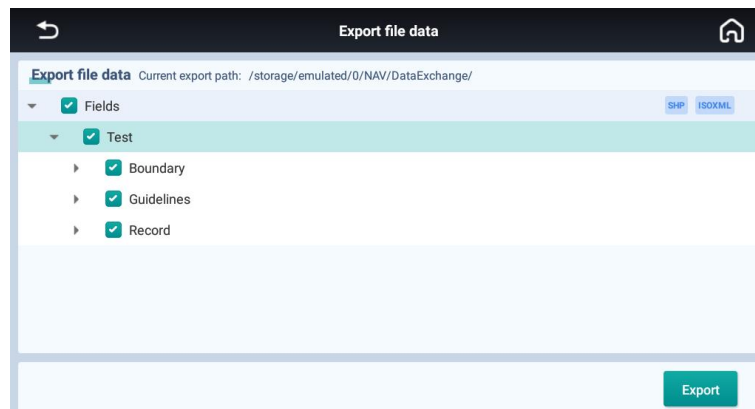 Export file data
Export file data Current export path: /storage/emulated/0/NAV/DataExchange/
Fields SHP ISOXML
Test
Boundary
Guidelines
Record
Export